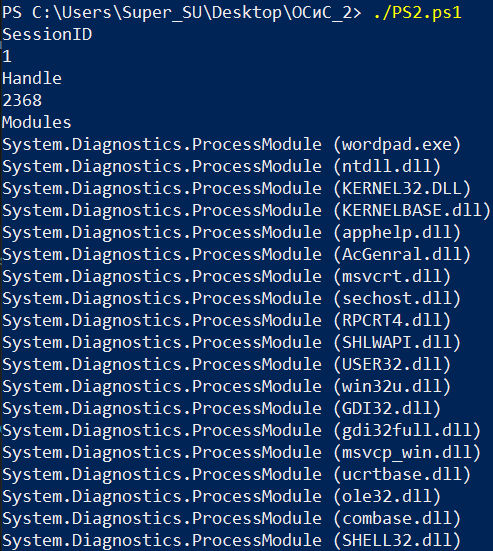 PS C:\Users\Super_SU\Desktop\ОСиС_2> ./PS2.ps1
SessionID
1
Handle
2368
Modules
System.Diagnostics.ProcessModule (wordpad.exe)
System.Diagnostics.ProcessModule (ntdll.dll)
System.Diagnostics.ProcessModule (KERNEL32.DLL)
System.Diagnostics.ProcessModule (KERNELBASE.dll)
System.Diagnostics.ProcessModule (apphelp.dll)
System.Diagnostics.ProcessModule (AcGenral.dll)
System.Diagnostics.ProcessModule (msvcrt.dll)
System.Diagnostics.ProcessModule (sechost.dll)
System.Diagnostics.ProcessModule (RPCRT4.dll)
System.Diagnostics.ProcessModule (SHLWAPI.dll)
System.Diagnostics.ProcessModule (USER32.dll)
System.Diagnostics.ProcessModule (win32u.dll)
System.Diagnostics.ProcessModule (GDI32.dll)
System.Diagnostics.ProcessModule (gdi32full.dll)
System.Diagnostics.ProcessModule (msvcp_win.dll)
System.Diagnostics.ProcessModule (ucrtbase.dll)
System.Diagnostics.ProcessModule (ole32.dll)
System.Diagnostics.ProcessModule (combase.dll)
System.Diagnostics.ProcessModule (SHELL32.dll)